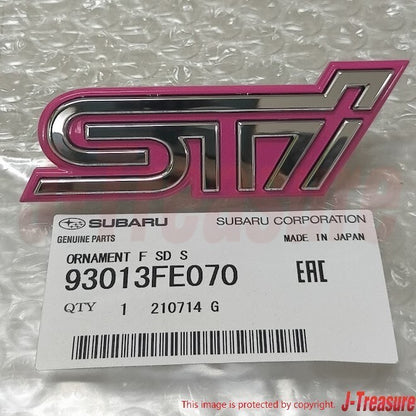 STi
SUBARU
SUBARU CORPORATION
GENUINE PARTS
MADE IN JAPAN
ORNAMENT F SD S
93013FE070
EAC
QTY 1 210714 G
This image is protected by copyright.
J-Treasure